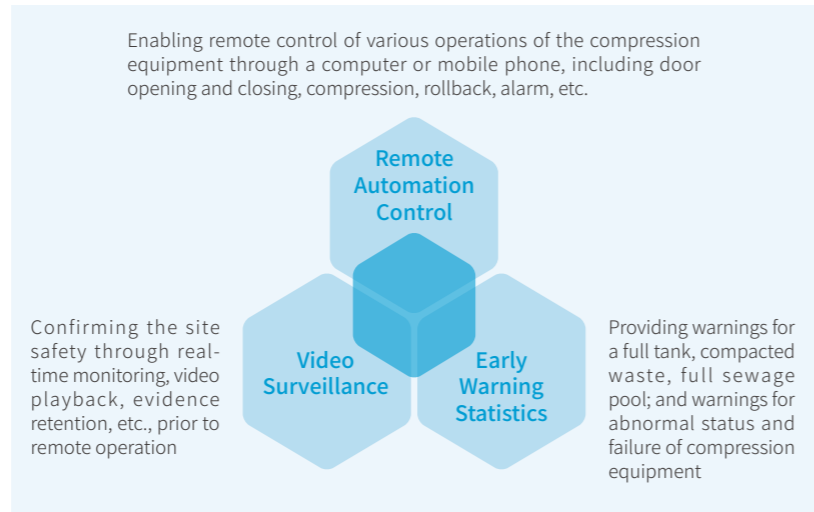 Enabling remote control of various operations of the compression
equipment through a computer or mobile phone, including door
opening and closing, compression, rollback, alarm, etc.
Remote
Automation
Control
Confirming the site
safety through real-
time monitoring, video
playback, evidence
retention, etc., prior to
remote operation
Video
Surveillance
Early
Warning
Statistics
Providing warnings for
a full tank, compacted
waste, full sewage
pool; and warnings for
abnormal status and
failure of compression
equipment